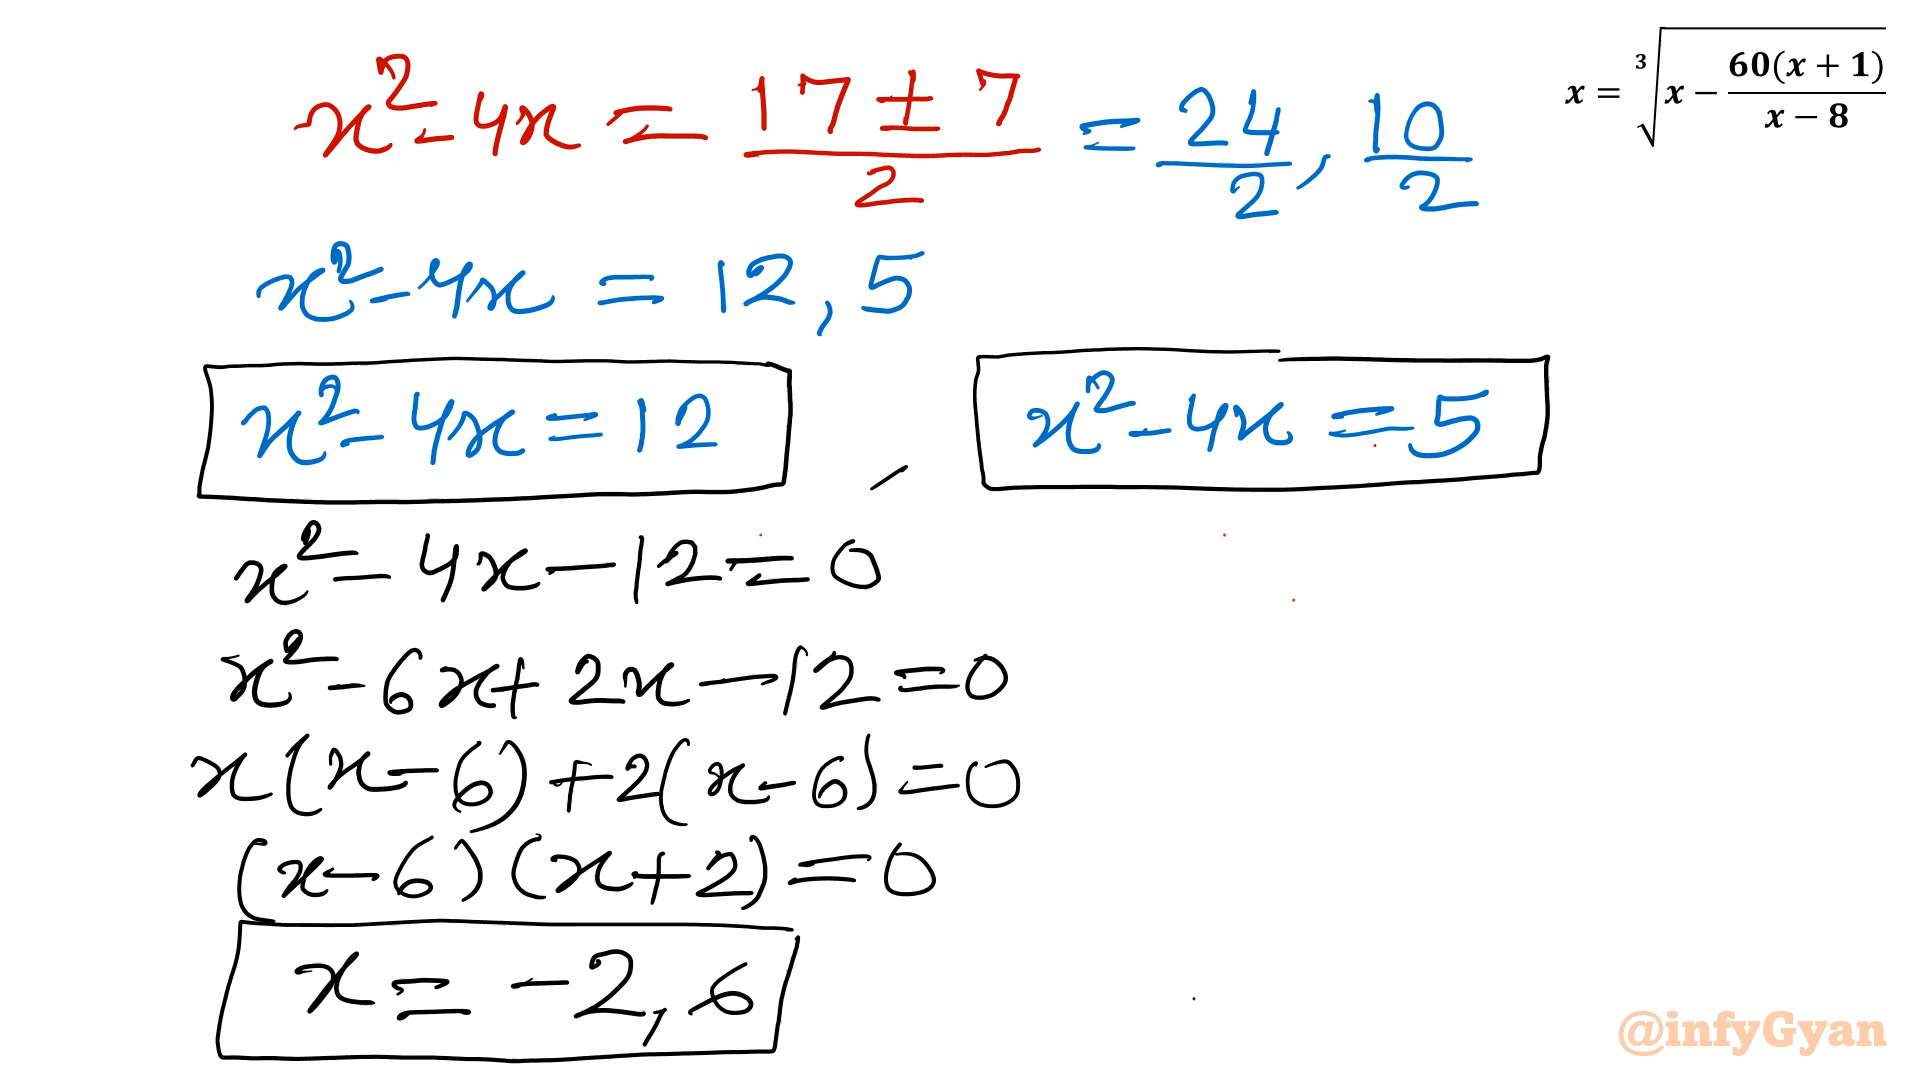 x² - 4x = (17 ± 7)/2 = 24/2, 10/2
x = ∛(x − 60(x + 1)/(x − 8))
x² - 4x = 12, 5
x² - 4x = 12 , x² - 4x = 5
x² - 4x - 12 = 0
x² - 6x + 2x - 12 = 0
x(x - 6) + 2(x - 6) = 0
(x - 6)(x + 2) = 0
x = -2, 6
@infyGyan